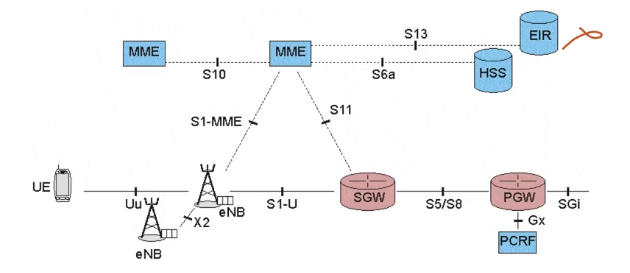 S13
EIR
MME
MME
S10
S6a
HSS
S1-MME
S11
UE
Uu
eNB
S1-U
SGW
S5/S8
PGW
SGi
X2
Gx
eNB
PCRF